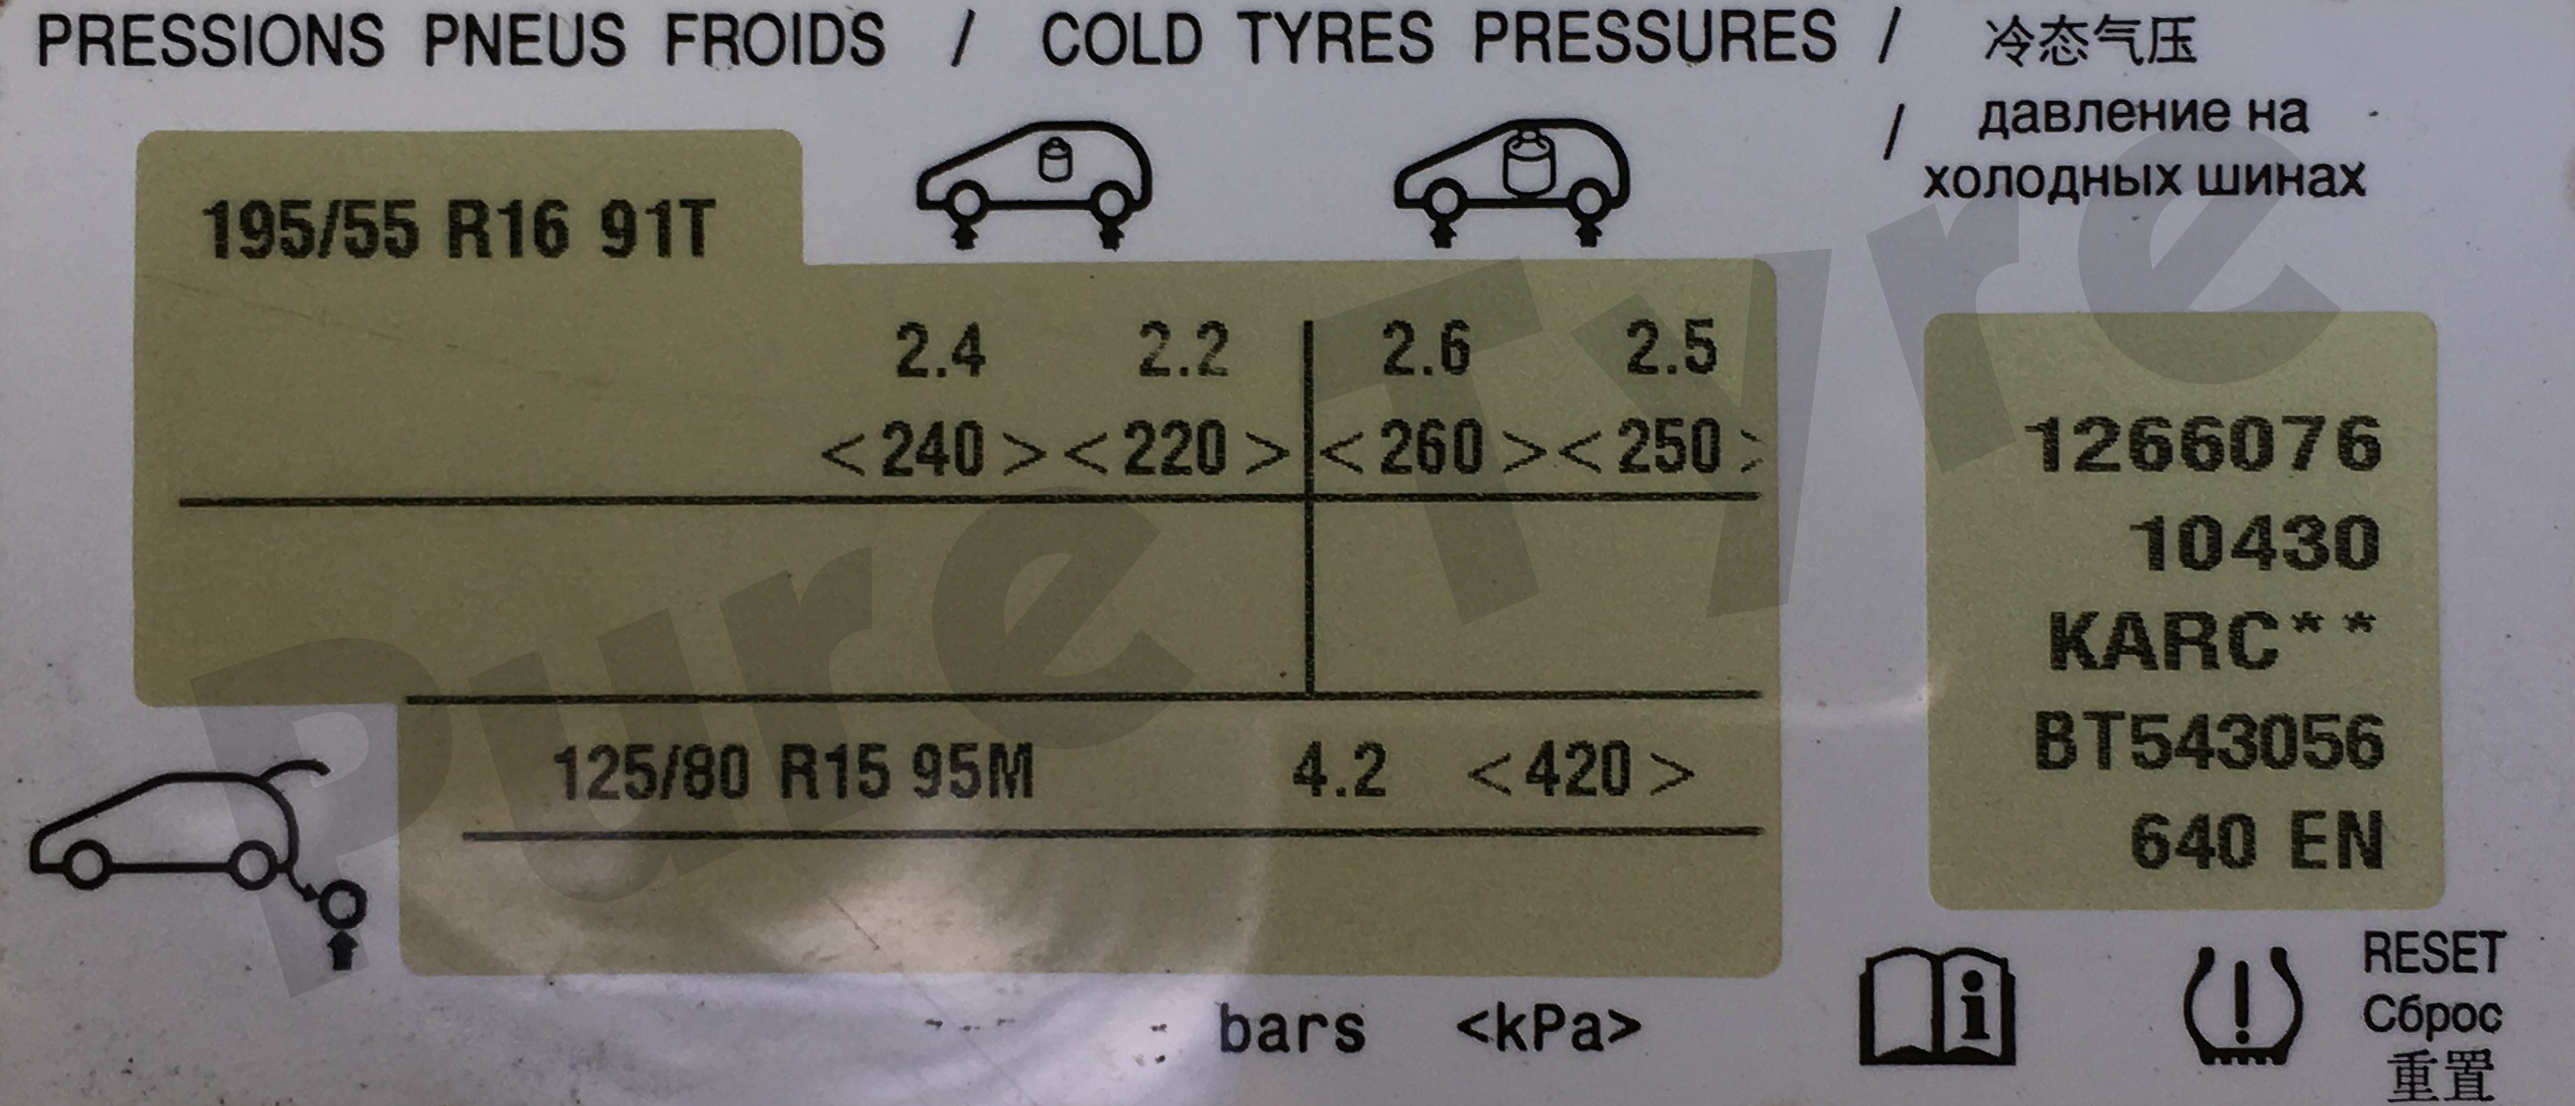 PRESSIONS PNEUS FROIDS / COLD TYRES PRESSURES / 冷态气压
/ давление на
холодных шинах
195/55 R16 91T
2.4 2.2 2.6 2.5
<240> <220> <260> <250>
125/80 R15 95M 4.2 <420>
bars <kPa>
1266076
10430
KARC**
BT543056
640 EN
RESET
Сброс
重置
Pure Tyre